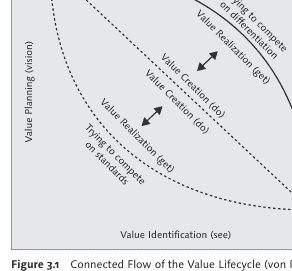 Trying to compete
on differentiation
Value Realization (get)
Value Creation (do)
Value Creation (do)
Value Realization (get)
Trying to compete
on standards
Value Planning (vision)
Value Identification (see)
Figure 3.1 Connected Flow of the Value Lifecycle (von